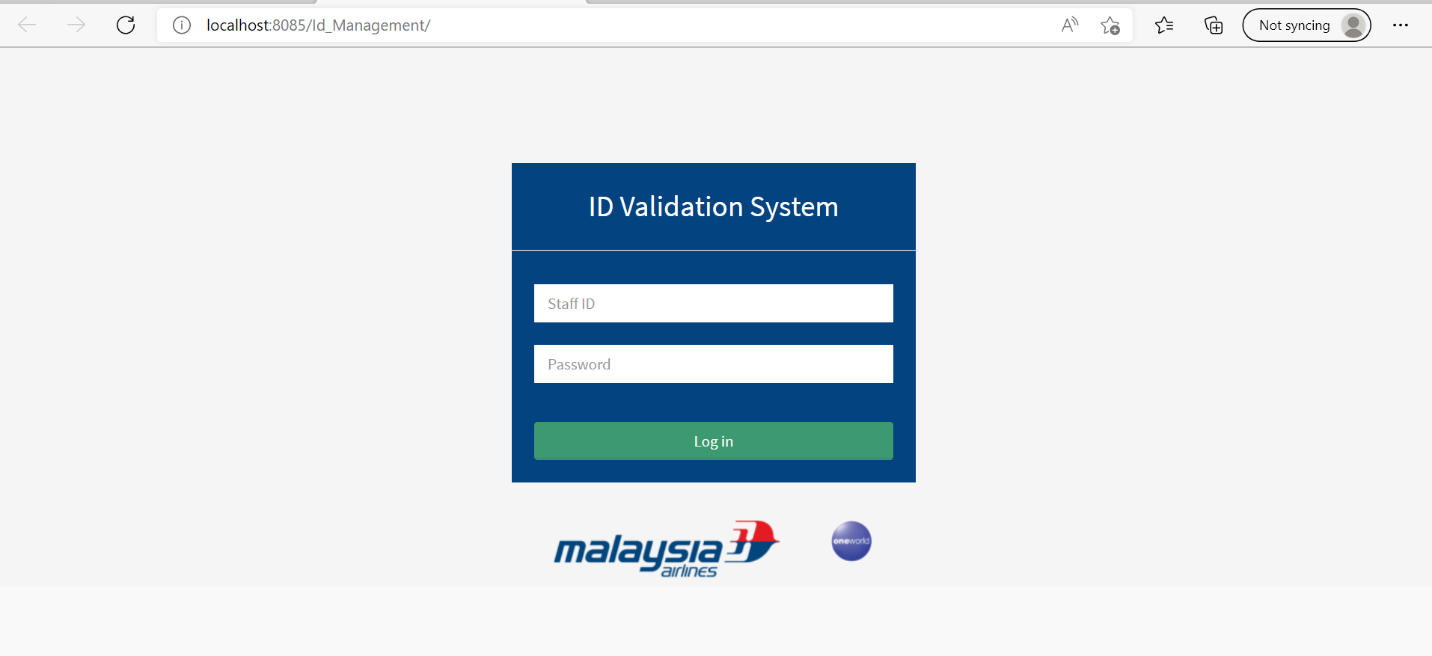 localhost:8085/Id_Management/
Not syncing
ID Validation System
Staff ID
Password
Log in
malaysia
airlines
oneworld